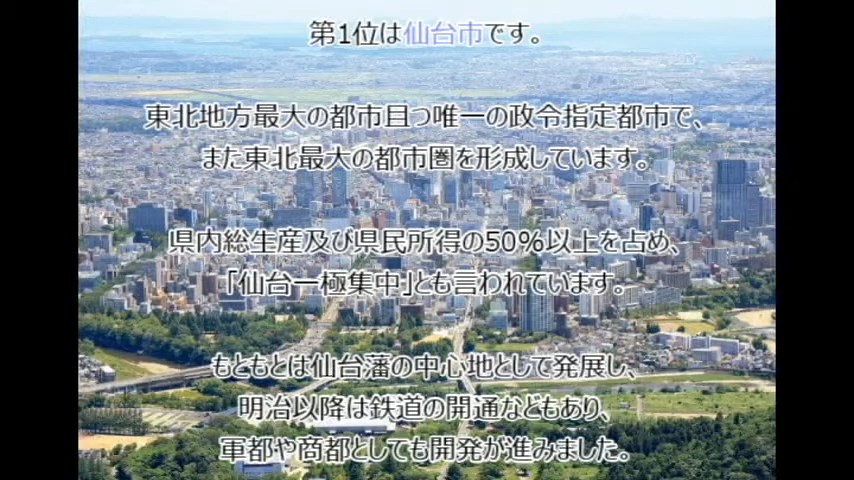 第1位は仙台市です。
東北地方最大の都市且つ唯一の政令指定都市で、
また東北最大の都市圏を形成しています。
県内総生産及び県民所得の50%以上を占め、
「仙台一極集中」とも言われています。
もともとは仙台藩の中心地として発展し、
明治以降は鉄道の開通などもあり、
軍都や商都としても開発が進みました。